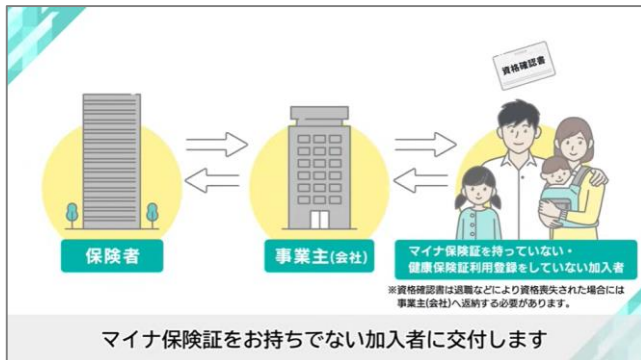 資格確認書
保険者
事業主(会社)
マイナ保険証を持っていない・
健康保険証利用登録をしていない加入者
※資格確認書は退職などにより資格喪失された場合には
事業主(会社)へ返納する必要があります。
マイナ保険証をお持ちでない加入者に交付します